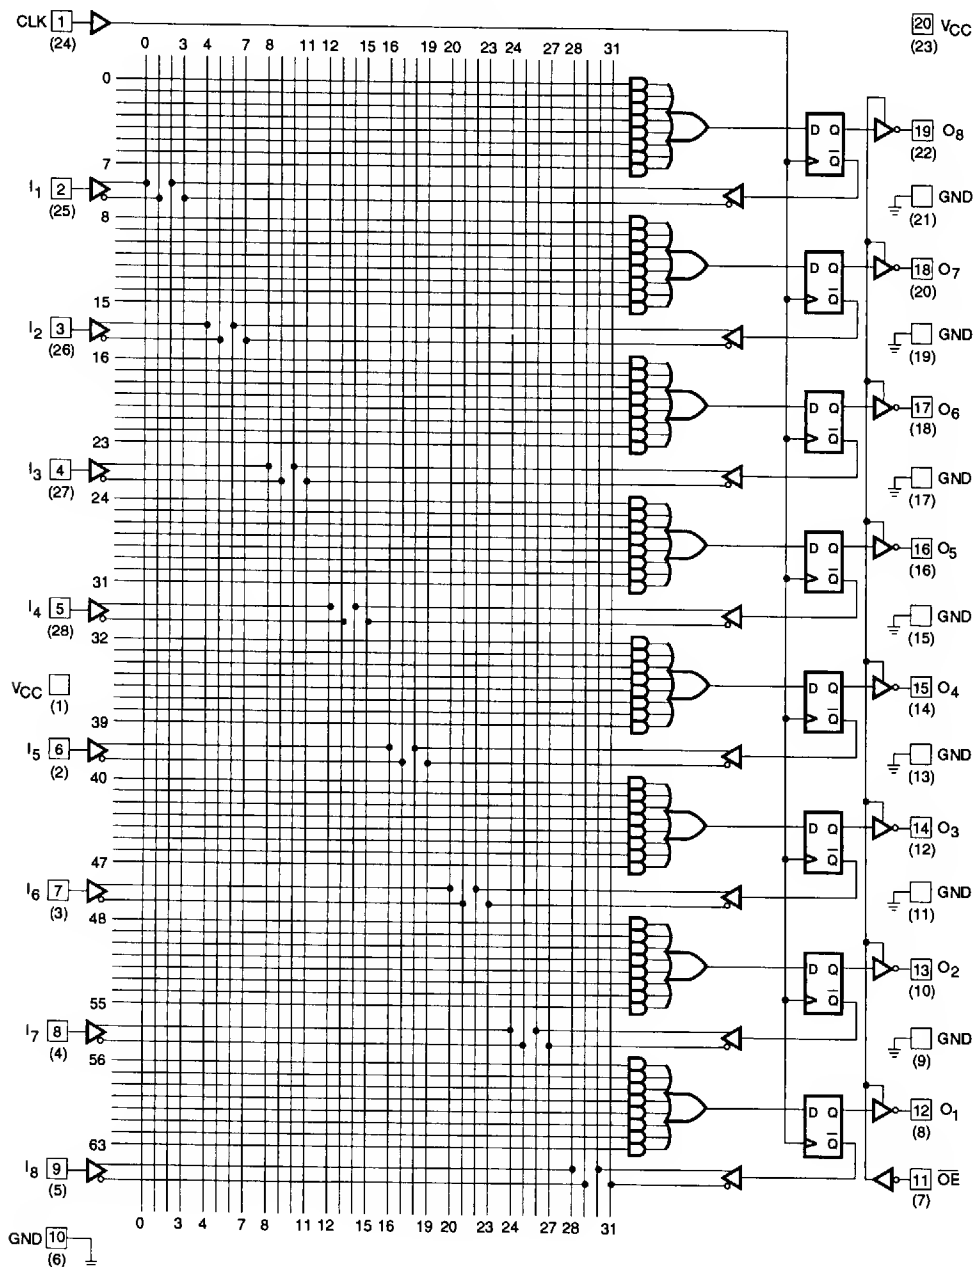 CLK 1 (24)
20 VCC (23)
0 3 4 7 8 11 12 15 16 19 20 23 24 27 28 31
0
D Q
Q̅
19 O8 (22)
7
I1 2 (25)
GND (21)
8
D Q
Q̅
18 O7 (20)
15
I2 3 (26)
GND (19)
16
D Q
Q̅
17 O6 (18)
23
I3 4 (27)
GND (17)
24
D Q
Q̅
16 O5 (16)
31
I4 5 (28)
GND (15)
32
VCC (1)
D Q
Q̅
15 O4 (14)
39
I5 6 (2)
GND (13)
40
D Q
Q̅
14 O3 (12)
47
I6 7 (3)
GND (11)
48
D Q
Q̅
13 O2 (10)
55
I7 8 (4)
GND (9)
56
D Q
Q̅
12 O1 (8)
63
I8 9 (5)
11 O̅E̅ (7)
0 3 4 7 8 11 12 15 16 19 20 23 24 27 28 31
GND 10 (6)